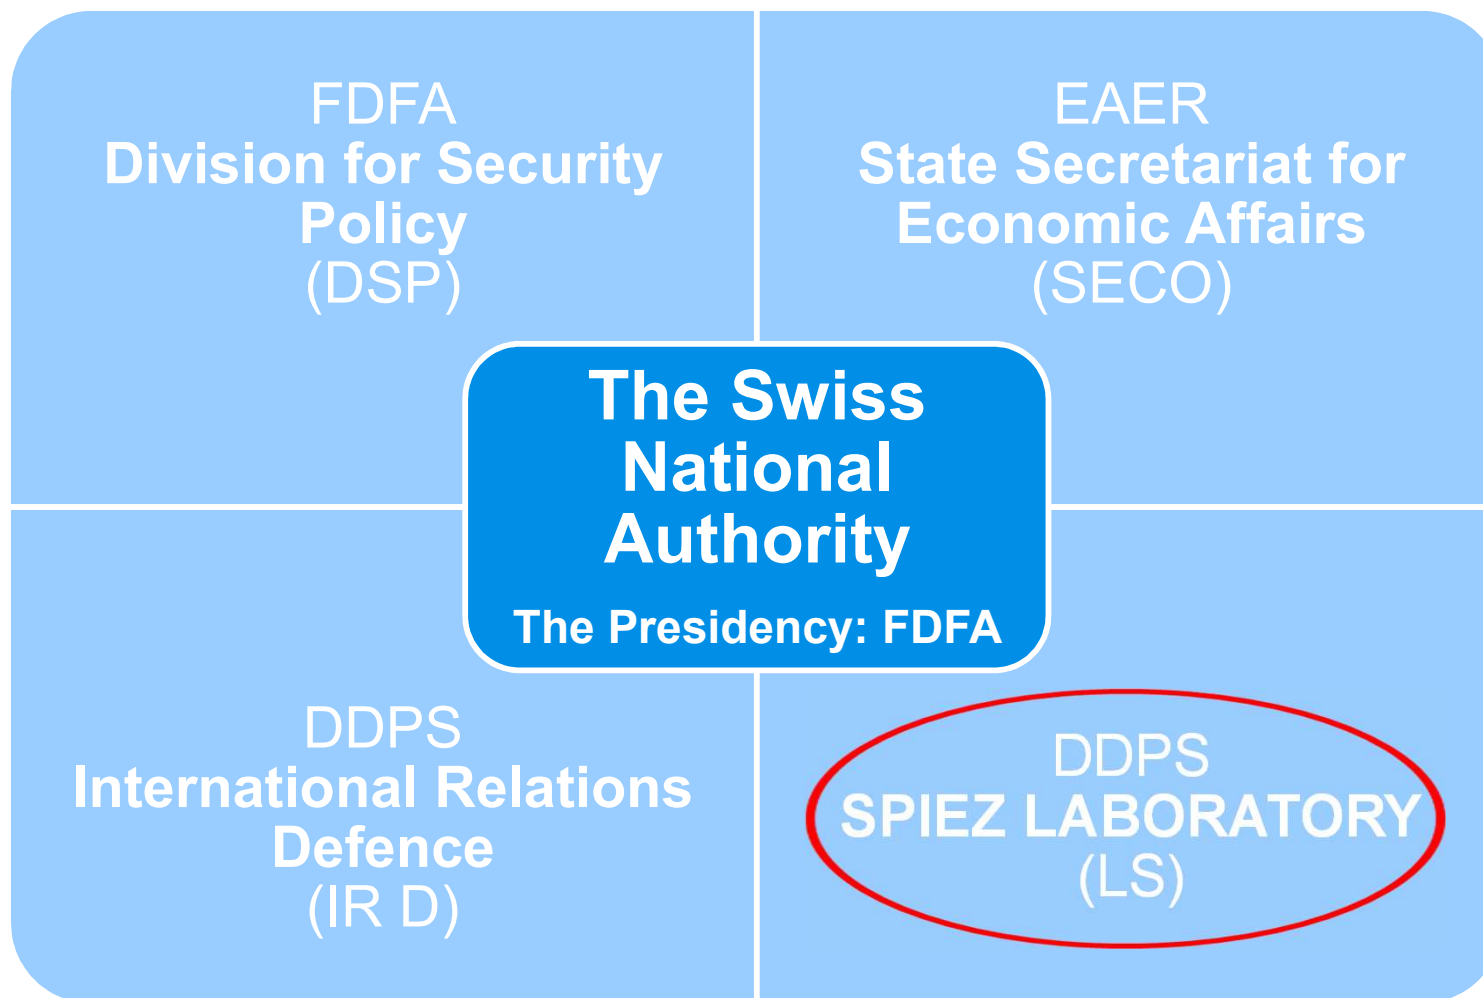 FDFA
Division for Security
Policy
(DSP)
EAER
State Secretariat for
Economic Affairs
(SECO)
The Swiss
National
Authority
The Presidency: FDFA
DDPS
International Relations
Defence
(IR D)
DDPS
SPIEZ LABORATORY
(LS)